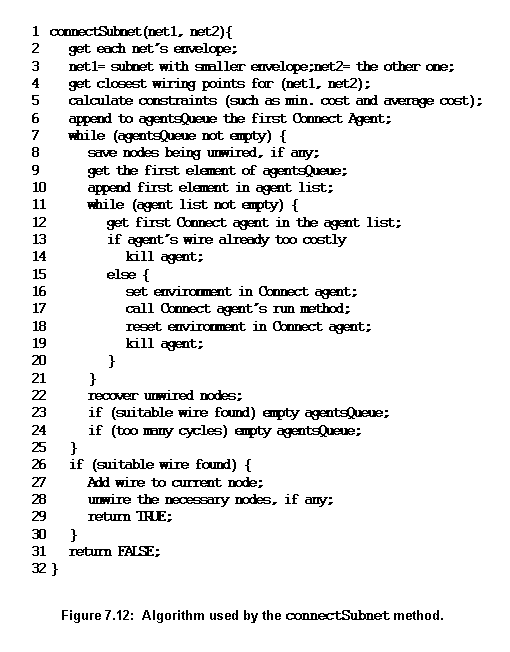 1 connectSubnet(net1, net2){
2 get each net's envelope;
3 net1= subnet with smaller envelope;net2= the other one;
4 get closest wiring points for (net1, net2);
5 calculate constraints (such as min. cost and average cost);
6 append to agentsQueue the first Connect Agent;
7 while (agentsQueue not empty) {
8 save nodes being unwired, if any;
9 get the first element of agentsQueue;
10 append first element in agent list;
11 while (agent list not empty) {
12 get first Connect agent in the agent list;
13 if agent's wire already too costly
14 kill agent;
15 else {
16 set environment in Connect agent;
17 call Connect agent's run method;
18 reset environment in Connect agent;
19 kill agent;
20 }
21 }
22 recover unwired nodes;
23 if (suitable wire found) empty agentsQueue;
24 if (too many cycles) empty agentsQueue;
25 }
26 if (suitable wire found) {
27 Add wire to current node;
28 unwire the necessary nodes, if any;
29 return TRUE;
30 }
31 return FALSE;
32 }
Figure 7.12: Algorithm used by the connectSubnet method.